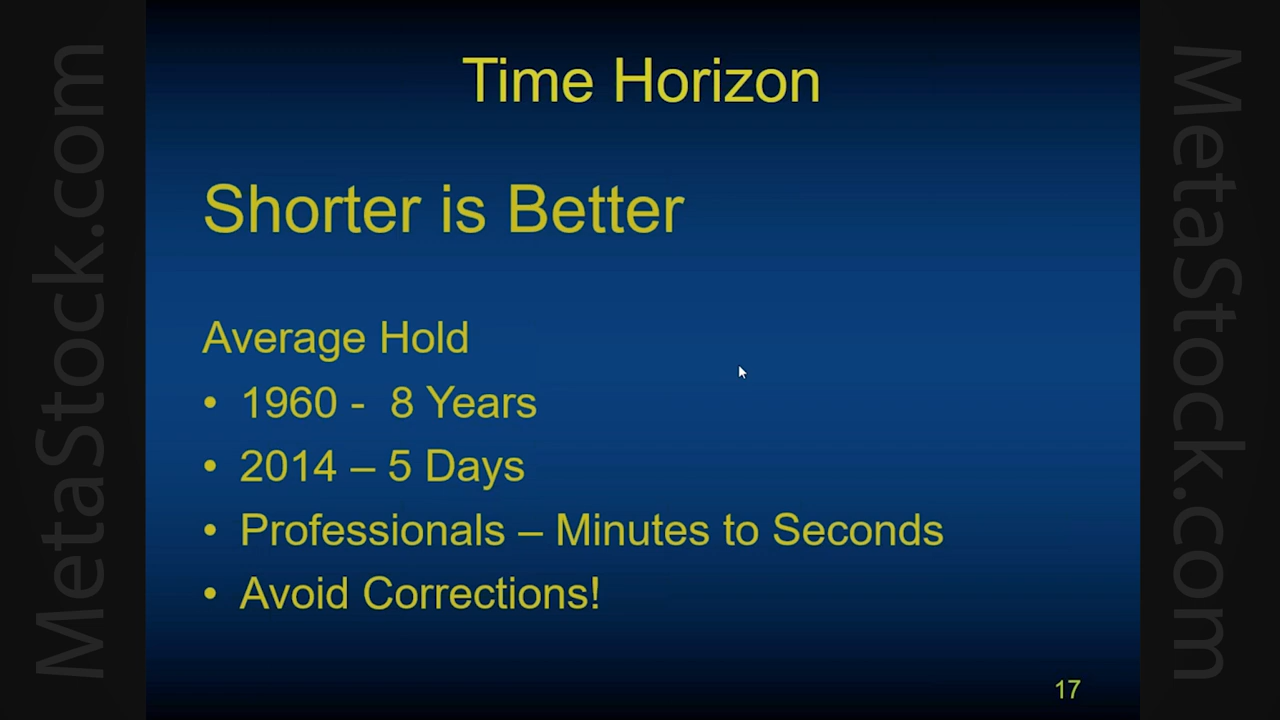 Time Horizon
Shorter is Better
Average Hold
• 1960 -  8 Years
• 2014 – 5 Days
• Professionals – Minutes to Seconds
• Avoid Corrections!
17
MetaStock.com
MetaStock.com